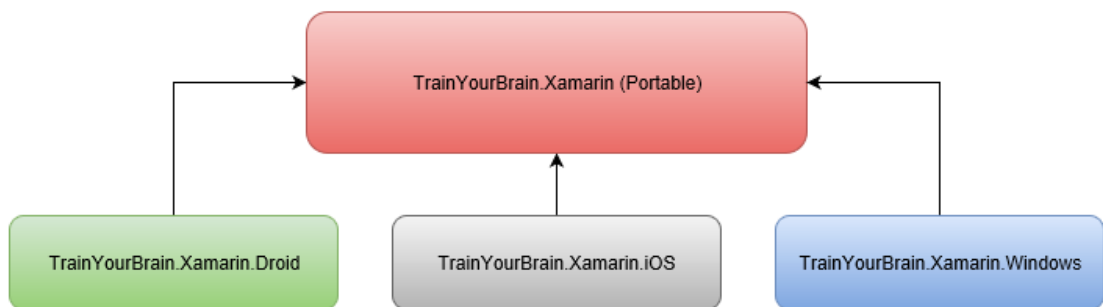 TrainYourBrain.Xamarin (Portable)
TrainYourBrain.Xamarin.Droid
TrainYourBrain.Xamarin.iOS
TrainYourBrain.Xamarin.Windows